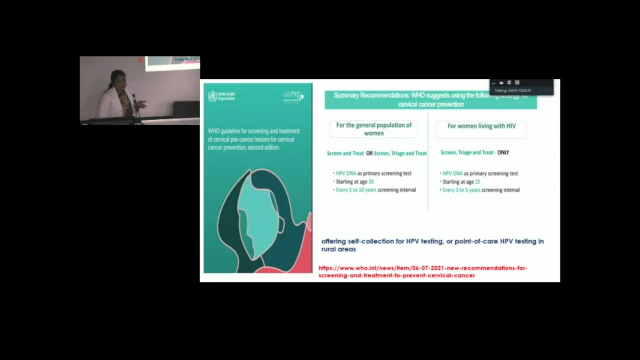 World Health Organization
hrp
WHO guideline for screening and treatment of cervical pre-cancer lesions for cervical cancer prevention, second edition
Summary Recommendations: WHO suggests using the following
cervical cancer prevention
For the general population of
women
Screen and Treat OR Screen, Triage and Treat
• HPV DNA as primary screening test
• Starting at age 30
• Every 5 to 10 years screening interval
For women living with HIV
Screen, Triage and Treat - ONLY
• HPV DNA as primary screening test
• Starting at age 25
• Every 3 to 5 years screening interval
offering self-collection for HPV testing, or point-of-care HPV testing in
rural areas
https://www.who.int/news/item/06-07-2021-new-recommendations-for-
screening-and-treatment-to-prevent-cervical-cancer